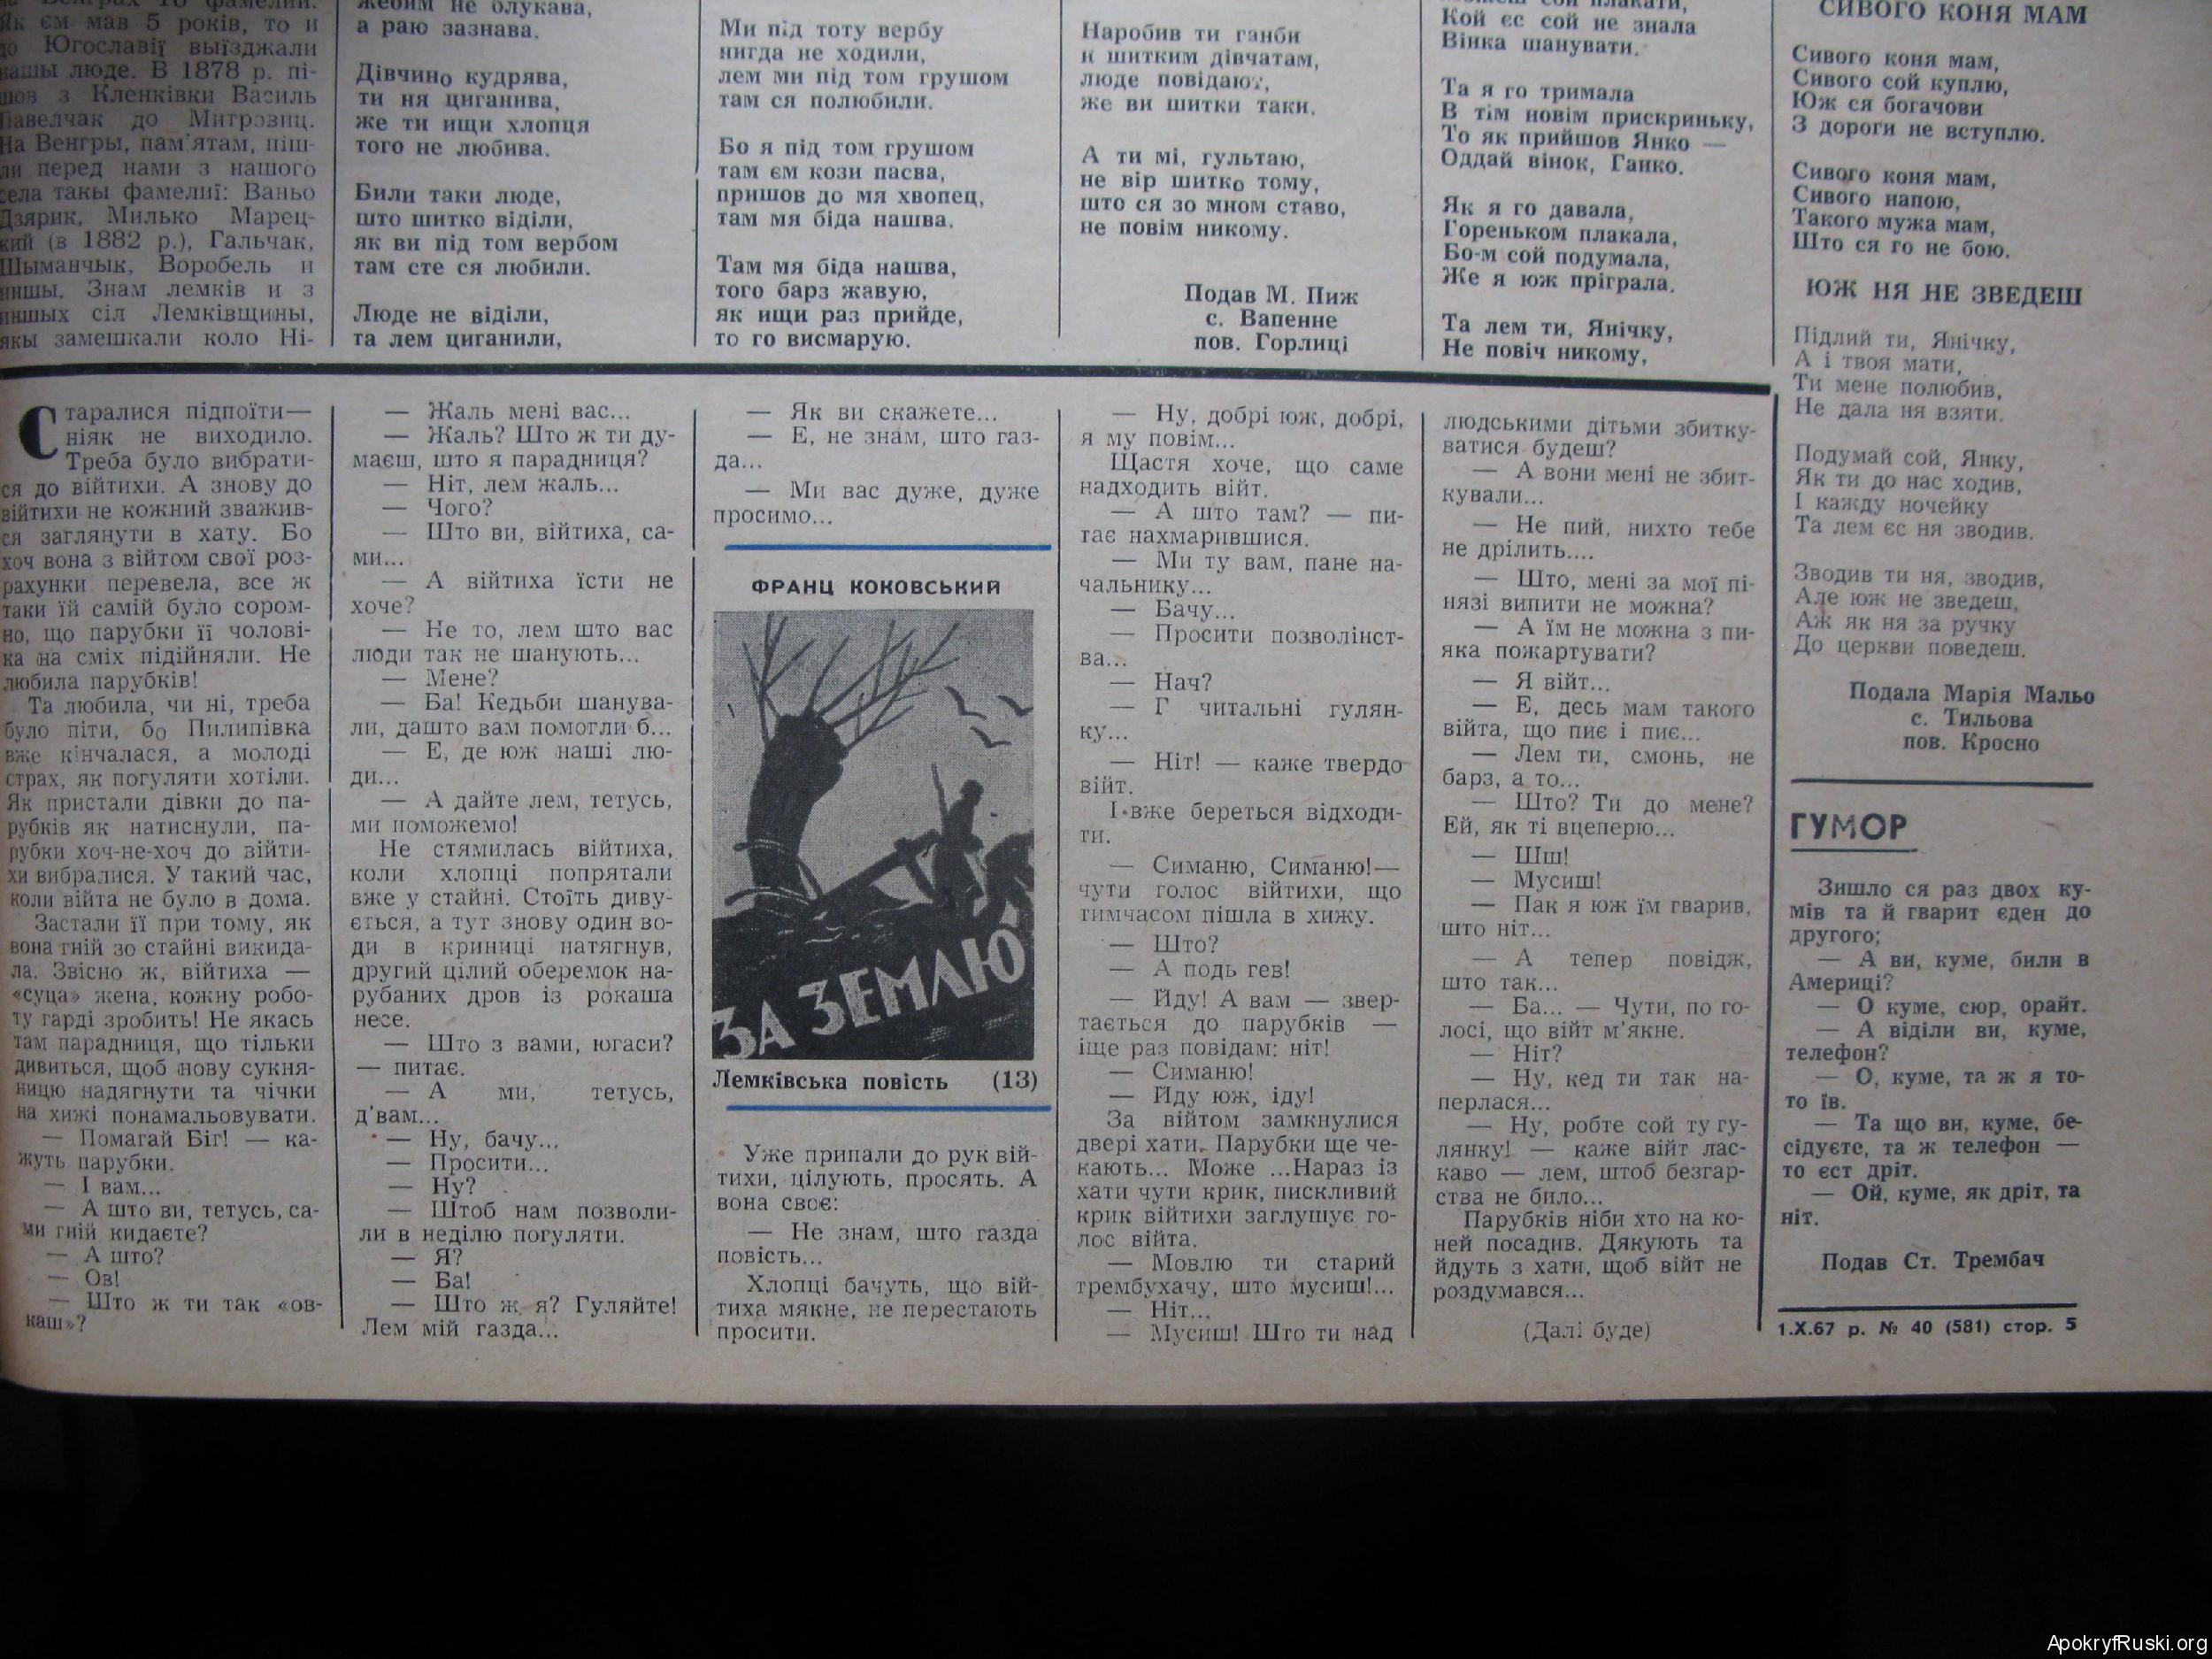 на Венграх 10 фамелий.
Як єм мав 5 років, то и
до Югославії выїзджали
нашы люде. В 1878 р. пі-
шов з Кленківки Василь
Павелчак до Митровиц.
На Венгры, пам'ятам, піш-
ли перед нами з нашого
села такы фамелиї: Ваньо
Дзярик, Милько Марец-
кий (в 1882 р.), Гальчак,
Шыманчык, Воробель и
иншы. Знам лемків и з
иншых сіл Лемківщины,
якы замешкали коло Ні-
жебим не блукава,
а раю зазнава.
Дівчино кудрява,
ти ня циганива,
же ти ищи хлопця
того не любива.
Били таки люде,
што шитко віділи,
як ви під том вербом
там сте ся любили.
Люде не віділи,
та лем циганили,
Ми під тоту вербу
нигда не ходили,
лем ми під том грушом
там ся полюбили.
Бо я під том грушом
там єм кози пасва,
пришов до мя хвопец,
там мя біда нашва.
Там мя біда нашва,
того барз жавую,
як ищи раз прийде,
то го висмарую.
Наробив ти ганби
и шитким дівчатам,
люде повідают,
же ви шитки таки.
А ти мі, гультаю,
не вір шитко тому,
што ся зо мном ставо,
не повім никому.
Подав М. Пиж
с. Вапенне
пов. Горлиці
сой плакати,
Кой єс сой не знала
Вінка шанувати.
Та я го тримала
В тім новім прискриньку,
То як прийшов Янко —
Оддай вінок, Ганко.
Як я го давала,
Гореньком плакала,
Бо-м сой подумала,
Же я юж пріграла.
Та лем ти, Янічку,
Не повіч никому,
СИВОГО КОНЯ МАМ
Сивого коня мам,
Сивого сой куплю,
Юж ся богачови
З дороги не вступлю.
Сивого коня мам,
Сивого напою,
Такого мужа мам,
Што ся го не бою.
ЮЖ НЯ НЕ ЗВЕДЕШ
Підлий ти, Янічку,
А і твоя мати,
Ти мене полюбив,
Не дала ня взяти.
Подумай сой, Янку,
Як ти до нас ходив,
І кажду ночейку
Та лем єс ня зводив.
Зводив ти ня, зводив,
Але юж не зведеш,
Аж як ня за ручку
До церкви поведеш.
Подала Марія Мальо
с. Тильова
пов. Кросно
Старалися підпоїти—
ніяк не виходило.
Треба було вибрати-
ся до війтихи. А знову до
війтихи не кожний зважив-
ся заглянути в хату. Бо
хоч вона з війтом свої роз-
рахунки перевела, все ж
таки їй самій було сором-
но, що парубки її чолові-
ка на сміх підійняли. Не
любила парубків!
Та любила, чи ні, треба
було піти, бо Пилипівка
вже кінчалася, а молоді
страх, як погуляти хотіли.
Як пристали дівки до па-
рубків як натиснули, па-
рубки хоч-не-хоч до війти-
хи вибралися. У такий час,
коли війта не було в дома.
Застали її при тому, як
вона гній зо стайні викида-
ла. Звісно ж, війтиха —
«суца» жена, кожну робо-
ту гарді зробить! Не якась
там парадниця, що тільки
дивиться, щоб нову сукня-
ницю надягнути та чічки
на хижі понамальовувати.
— Помагай Біг! — ка-
жуть парубки.
— І вам...
— А што ви, тетусь, са-
ми гній кидаєте?
— А што?
— Ов!
— Што ж ти так «ов-
каш»?
— Жаль мені вас...
— Жаль? Што ж ти ду-
маєш, што я парадниця?
— Ніт, лем жаль...
— Чого?
— Што ви, війтиха, са-
ми...
— А війтиха їсти не
хоче?
— Не то, лем што вас
люди так не шанують...
— Мене?
— Ба! Кедьби шанува-
ли, дашто вам помогли б...
— Е, де юж наші лю-
ди...
— А дайте лем, тетусь,
ми поможемо!
Не стямилась війтиха,
коли хлопці попрятали
вже у стайні. Стоїть диву-
ється, а тут знову один во-
ди в криниці натягнув,
другий цілий оберемок на-
рубаних дров із рокаша
несе.
— Што з вами, югаси?
— питає.
— А ми, тетусь,
д'вам...
— Ну, бачу...
— Просити...
— Ну?
— Штоб нам позволи-
ли в неділю погуляти.
— Я?
— Ба!
— Што ж я? Гуляйте!
Лем мій газда...
— Як ви скажете...
— Е, не знам, што газ-
да...
— Ми вас дуже, дуже
просимо...
ФРАНЦ КОКОВСЬКИЙ
ЗА ЗЕМЛЮ
Лемківська повість (13)
Уже припали до рук вій-
тихи, цілують, просять. А
вона своє:
— Не знам, што газда
повість...
Хлопці бачуть, що вій-
тиха мякне, не перестають
просити.
— Ну, добрі юж, добрі,
я му повім...
Щастя хоче, що саме
надходить війт.
— А што там? — пи-
тає нахмарившися.
— Ми ту вам, пане на-
чальнику...
— Бачу...
— Просити позволінст-
ва...
— Нач?
— Г читальні гулян-
ку...
— Ніт! — каже твердо
війт.
І вже береться відходи-
ти.
— Симаню, Симаню!—
чути голос війтихи, що
тимчасом пішла в хижу.
— Што?
— А подь гев!
— Йду! А вам — звер-
тається до парубків —
іще раз повідам: ніт!
— Симаню!
— Йду юж, іду!
За війтом замкнулися
двері хати. Парубки ще че-
кають... Може ...Нараз із
хати чути крик, пискливий
крик війтихи заглушує го-
лос війта.
— Мовлю ти старий
трембухачу, што мусиш!...
— Ніт...
— Мусиш! Што ти над
людськими дітьми збитку-
ватися будеш?
— А вони мені не збит-
кували...
— Не пий, нихто тебе
не дрілить....
— Што, мені за мої пі-
нязі випити не можна?
— А їм не можна з пи-
яка пожартувати?
— Я війт...
— Е, десь мам такого
війта, що пиє і пиє...
— Лем ти, смонь, не
барз, а то...
— Што? Ти до мене?
Ей, як ті вцеперю...
— Шш!
— Мусиш!
— Пак я юж їм гварив,
што ніт...
— А тепер повідж,
што так...
— Ба... — Чути, по го-
лосі, що війт м'якне.
— Ніт?
— Ну, кед ти так на-
перлася...
— Ну, робте сой ту гу-
лянку! — каже війт лас-
каво — лем, штоб безгар-
ства не било...
Парубків ніби хто на ко-
ней посадив. Дякують та
йдуть з хати, щоб війт не
роздумався...
(Далі буде)
ГУМОР
Зишло ся раз двох ку-
мів та й гварит єден до
другого;
— А ви, куме, били в
Америці?
— О куме, сюр, орайт.
— А віділи ви, куме,
телефон?
— О, куме, та ж я то-
то їв.
— Та що ви, куме, бе-
сідуєте, та ж телефон —
то єст дріт.
— Ой, куме, як дріт, та
ніт.
Подав Ст. Трембач
1.X.67 р. № 40 (581) стор. 5
ApokryfRuski.org